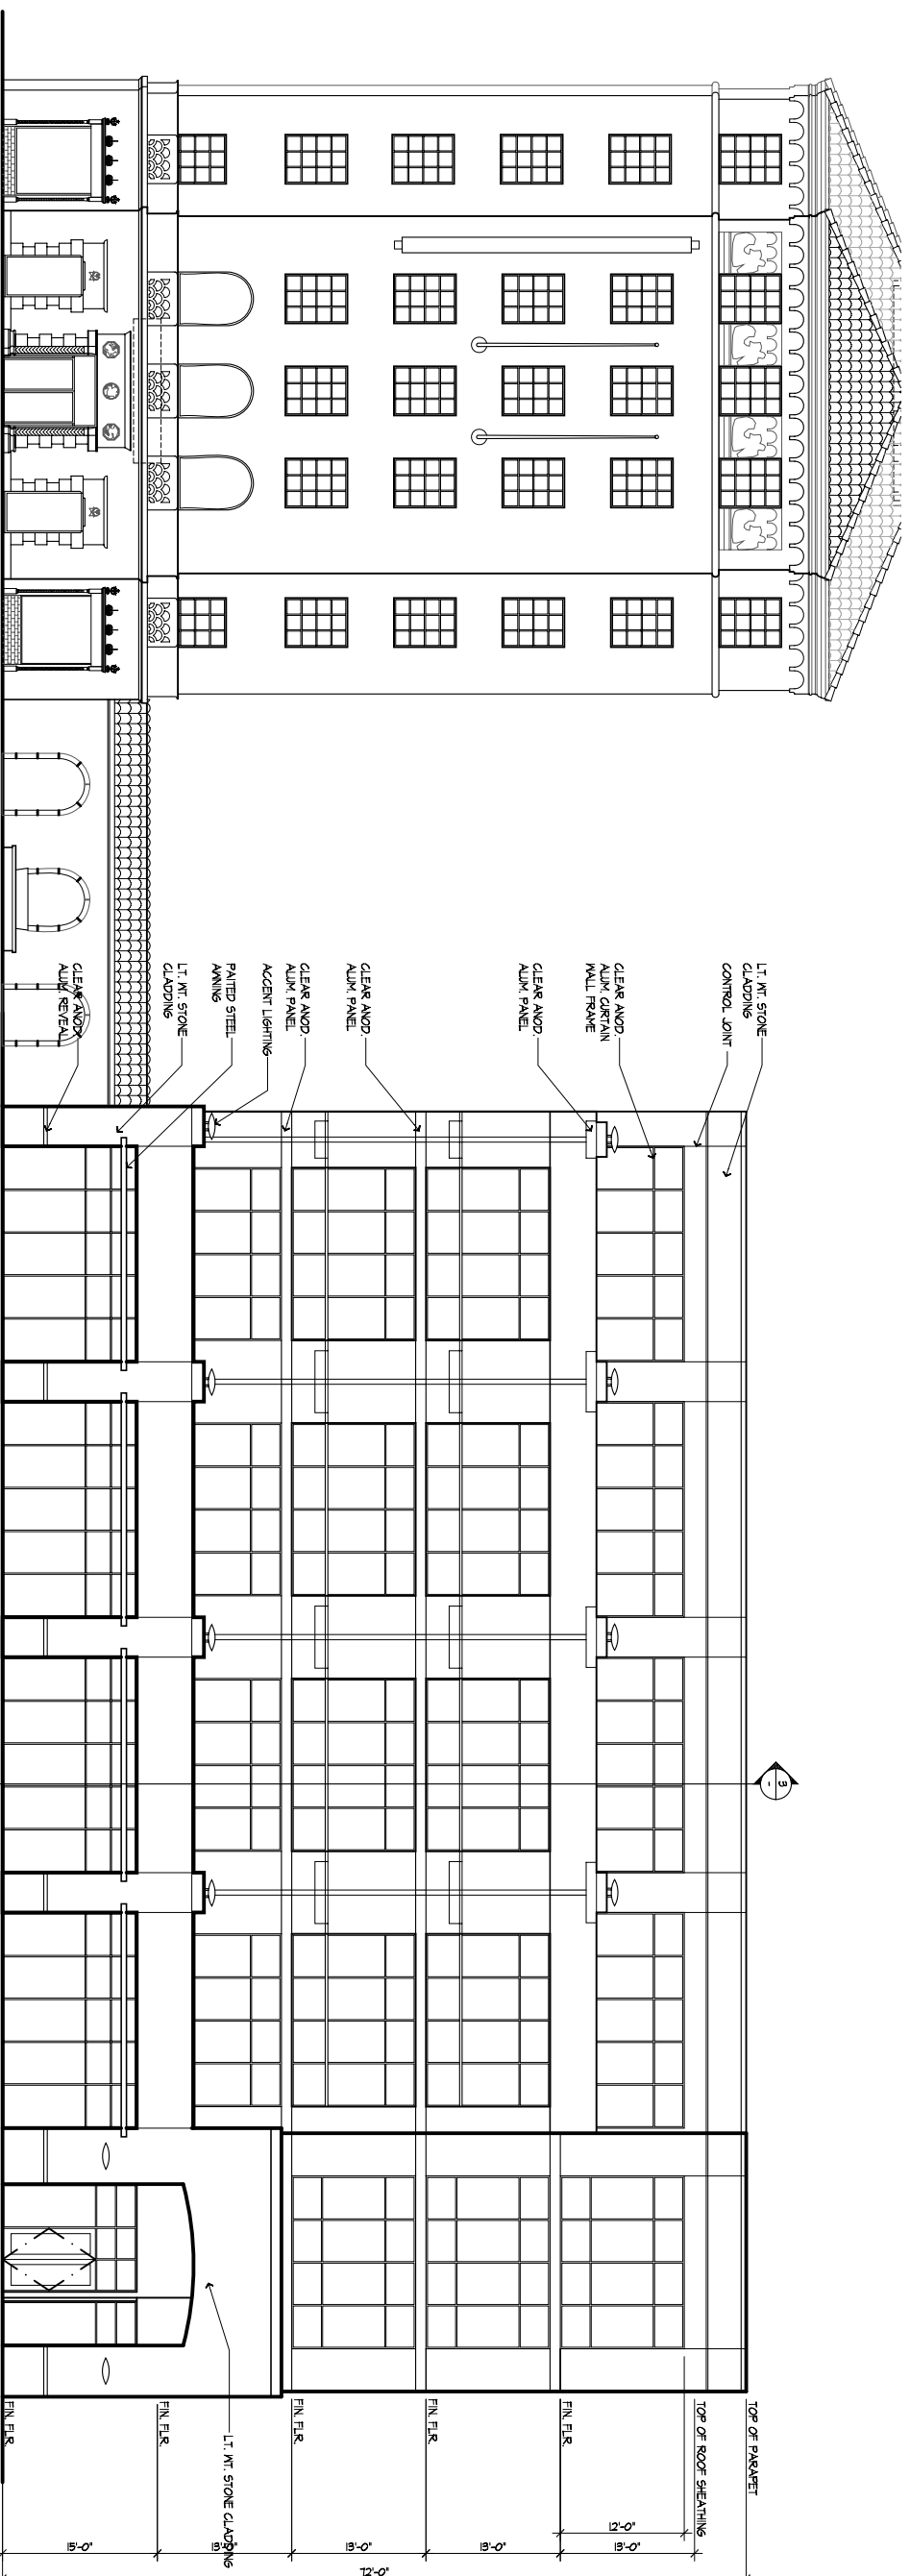 LT. WT. STONE
CLADDING
CONTROL JOINT
CLEAR ANOD.
ALUM. CURTAIN
WALL FRAME
CLEAR ANOD.
ALUM. PANEL
CLEAR ANOD.
ALUM. PANEL
CLEAR ANOD.
ALUM. PANEL
ACCENT LIGHTING
PAITED STEEL
AWNING
LT. WT. STONE
CLADDING
CLEAR ANOD.
ALUM. REVEAL
3
-
TOP OF PARAPET
TOP OF ROOF SHEATHING
FIN. FLR.
FIN. FLR.
FIN. FLR.
FIN. FLR.
FIN. FLR.
LT. WT. STONE CLADDING
12'-0"
13'-0"
13'-0"
13'-0"
13'-0"
15'-0"
72'-0"